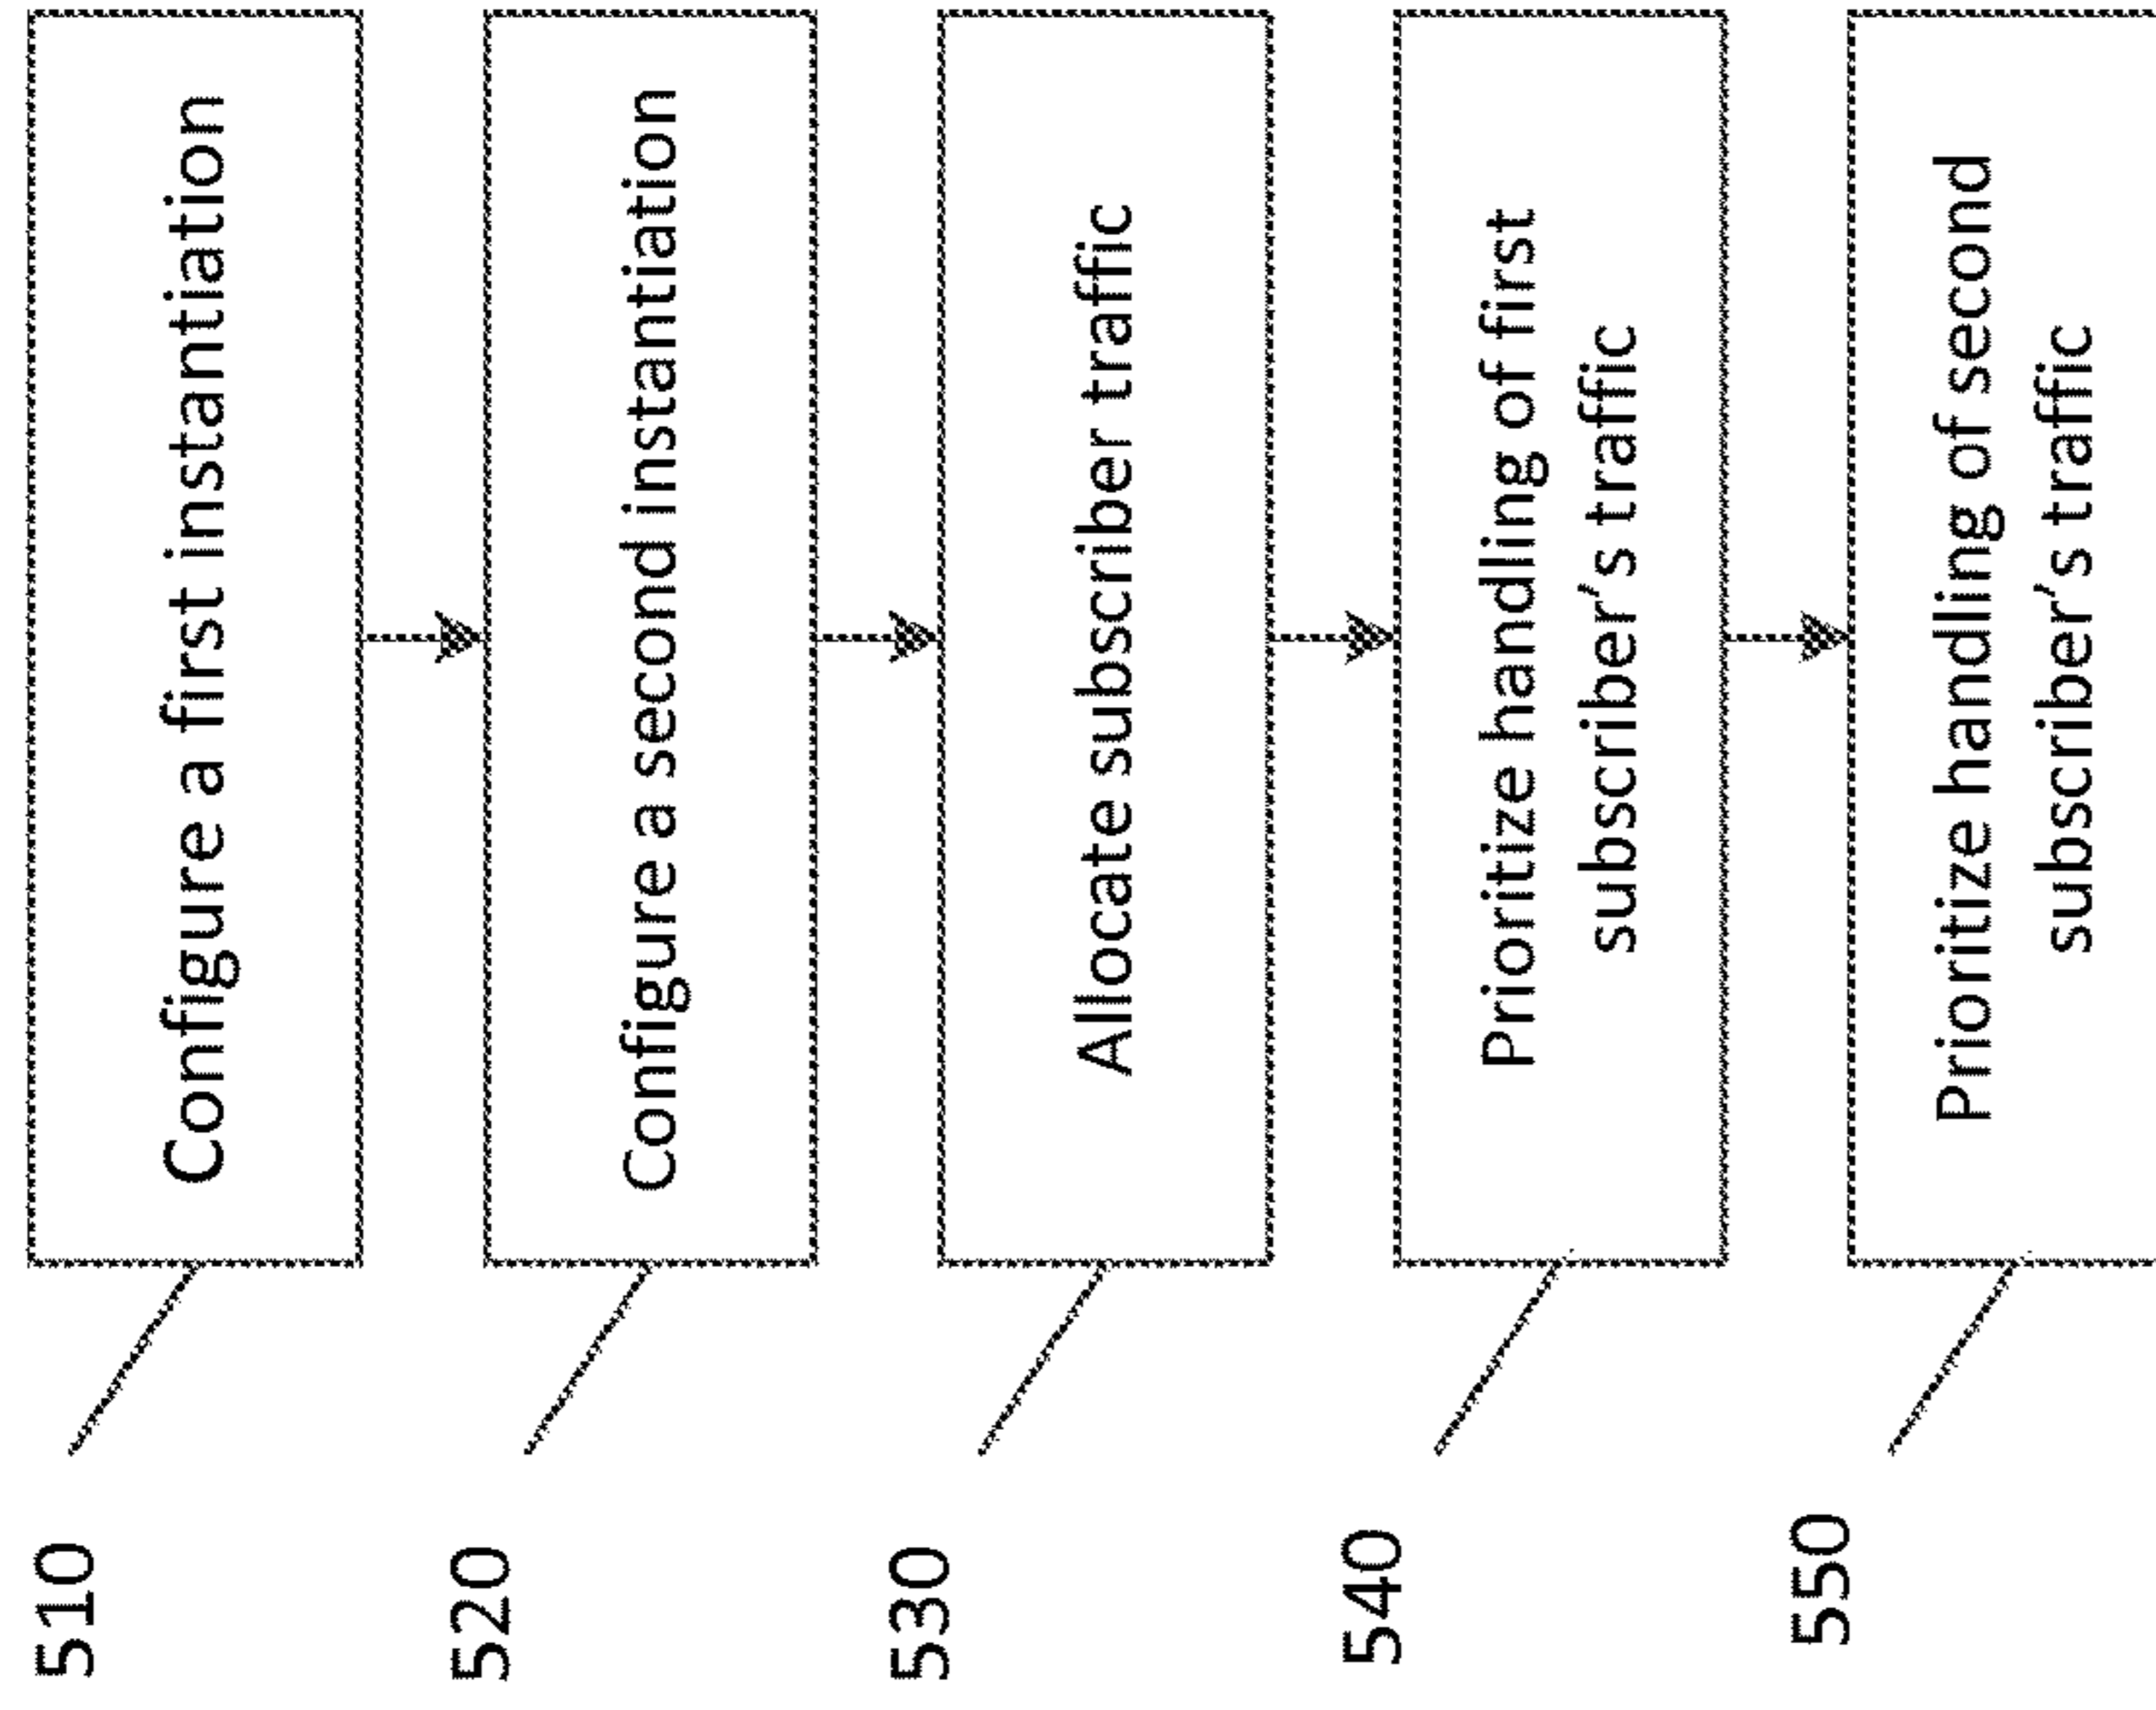 510
Configure a first instantiation
520
Configure a second instantiation
530
Allocate subscriber traffic
540
Prioritize handling of first
subscriber's traffic
550
Prioritize handling of second
subscriber's traffic